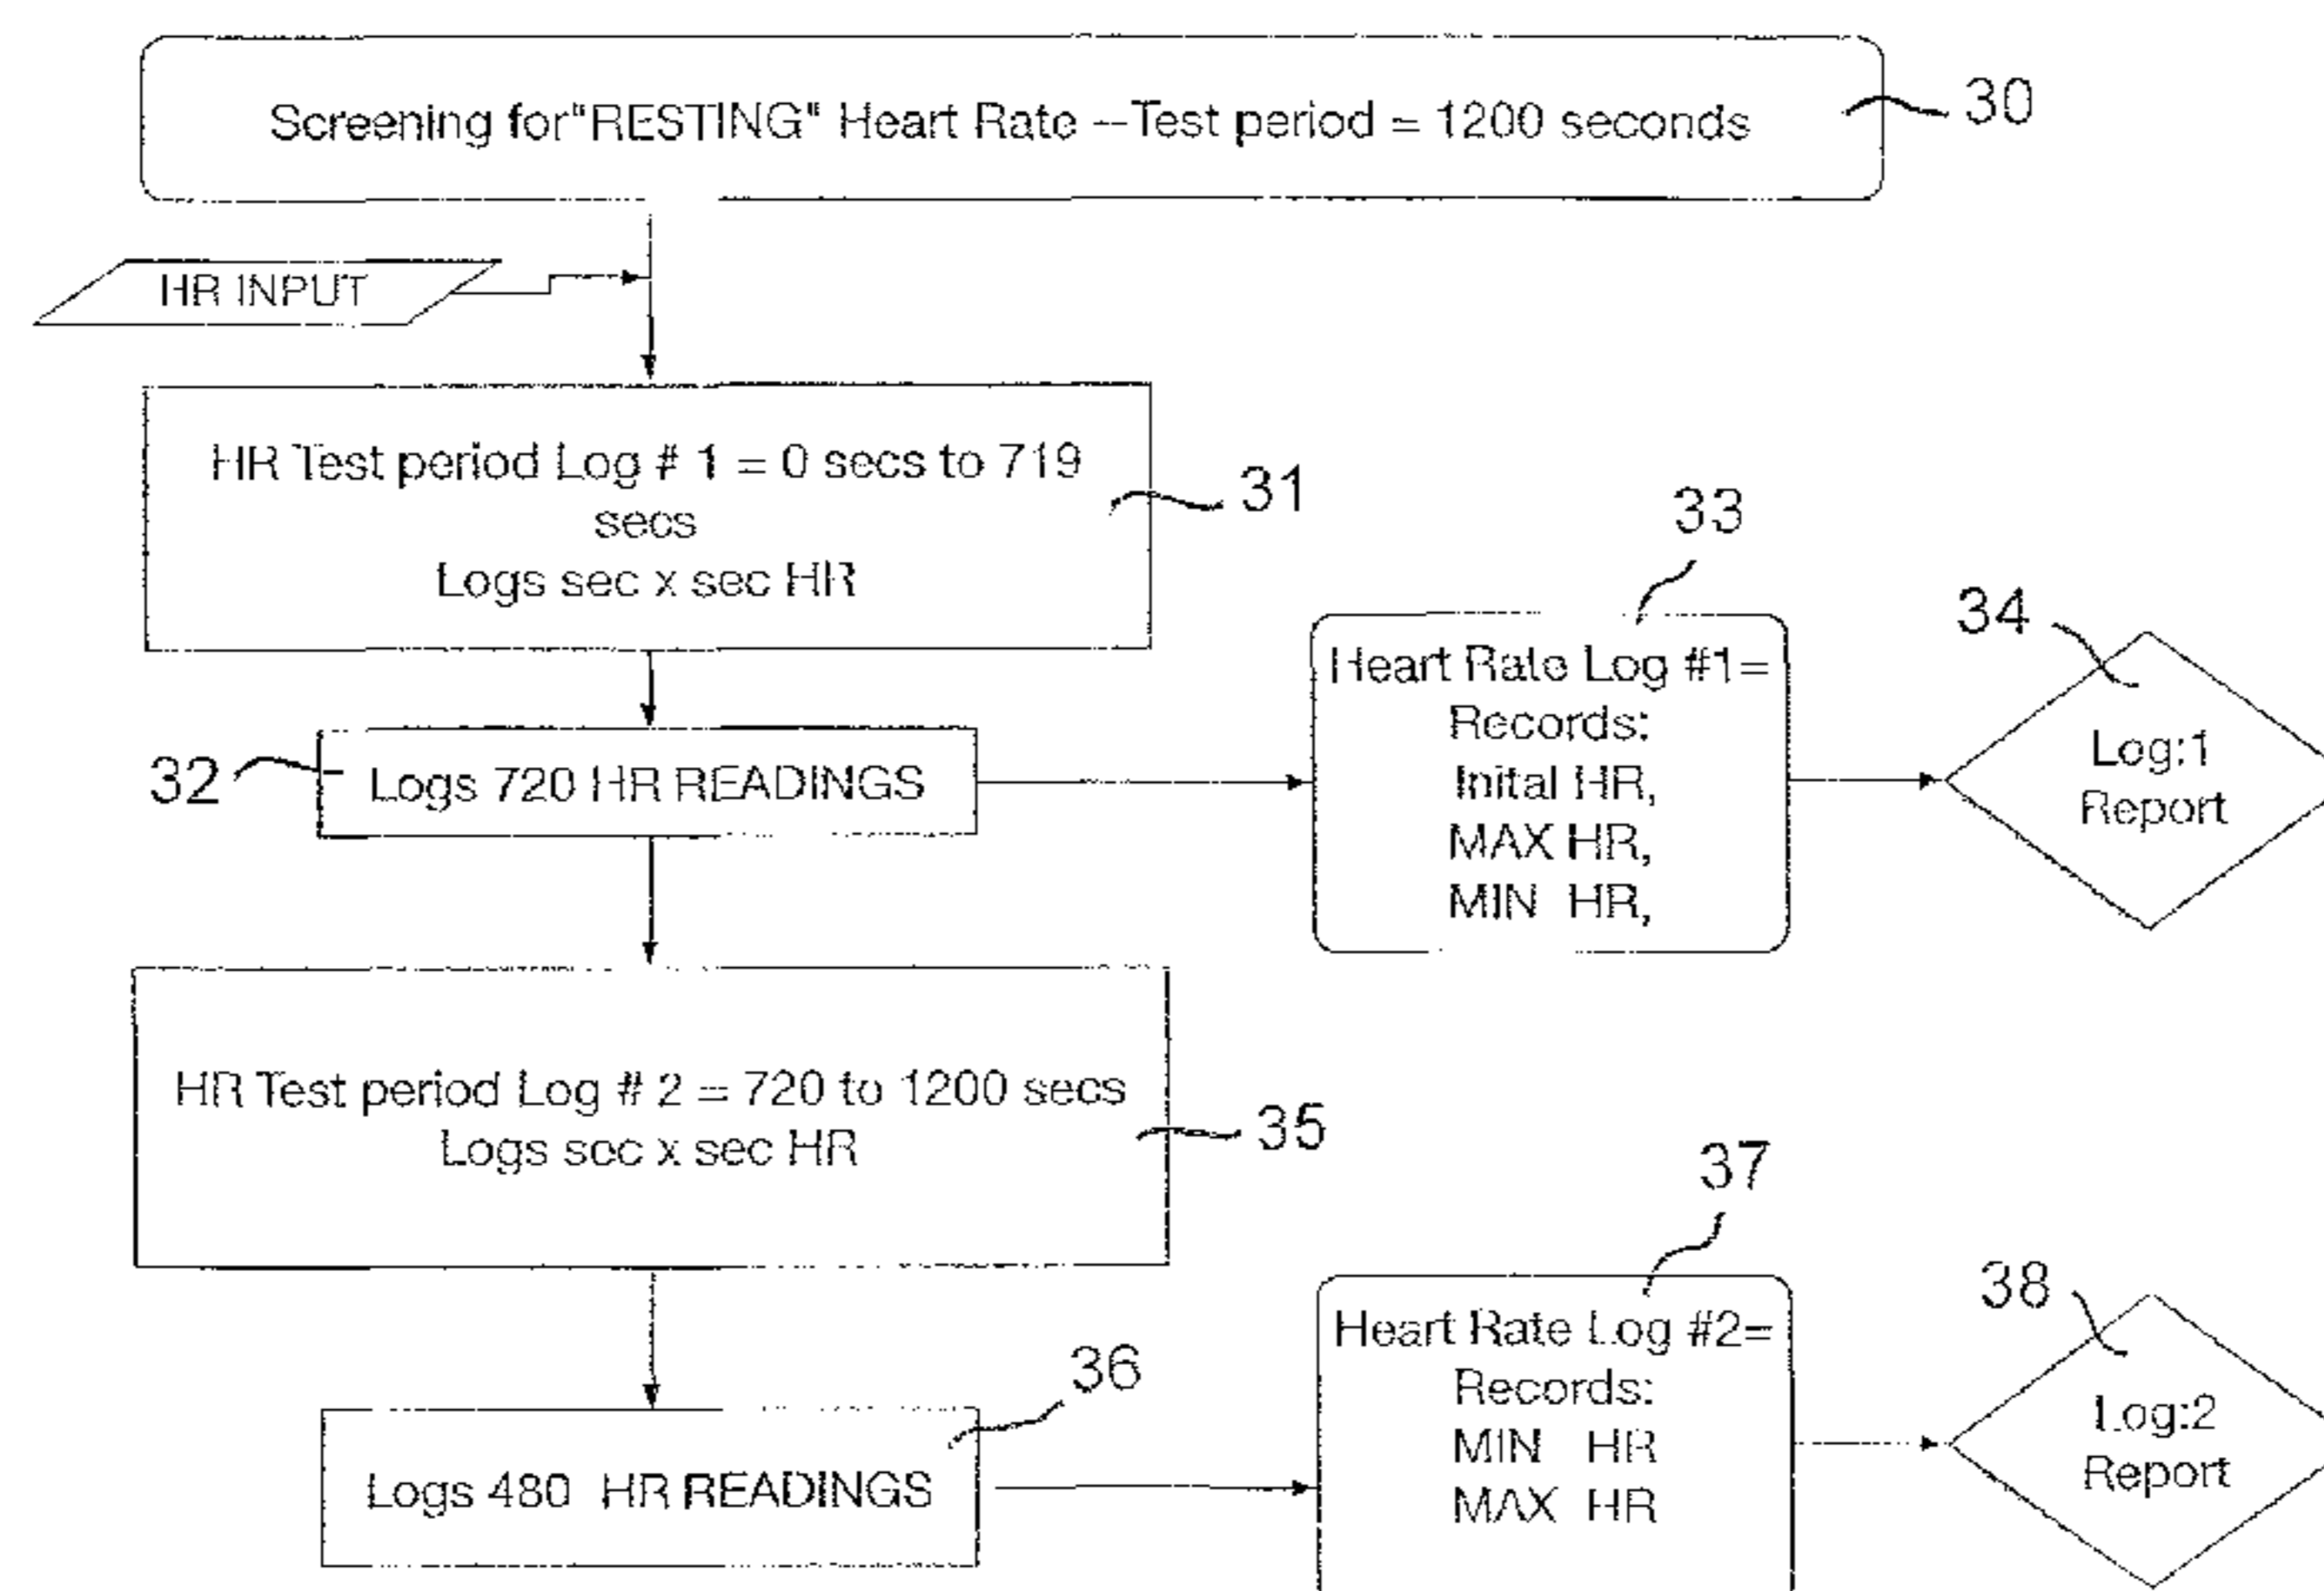 Screening for"RESTING" Heart Rate --Test period = 1200 seconds
30
HR INPUT
HR Test period Log # 1 = 0 secs to 719
secs
Logs sec x sec HR
31
32
Logs 720 HR READINGS
33
Heart Rate Log #1=
Records:
Inital HR,
MAX HR,
MIN HR,
34
Log:1
Report
HR Test period Log # 2 = 720 to 1200 secs
Logs sec x sec HR
35
36
Logs 480 HR READINGS
37
Heart Rate Log #2=
Records:
MIN HR
MAX HR
38
Log:2
Report